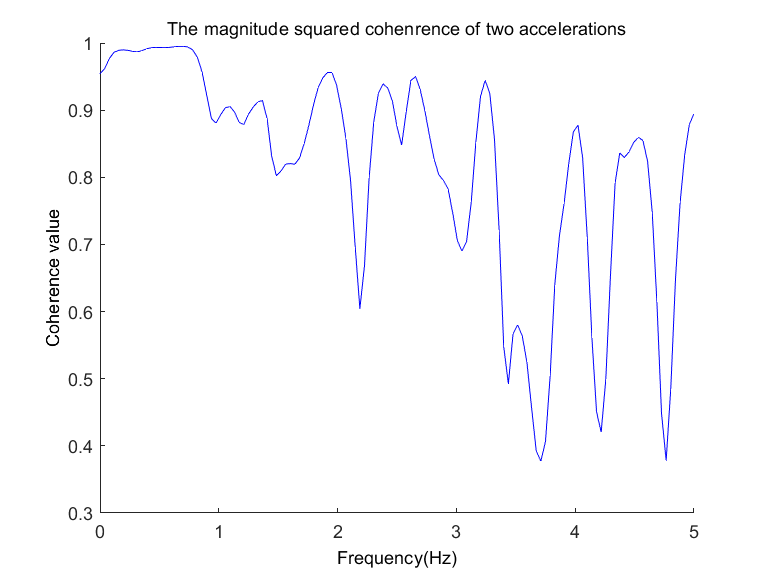 The magnitude squared cohenrence of two accelerations
1
0.9
0.8
0.7
0.6
0.5
0.4
0.3
Coherence value
0 1 2 3 4 5
Frequency(Hz)